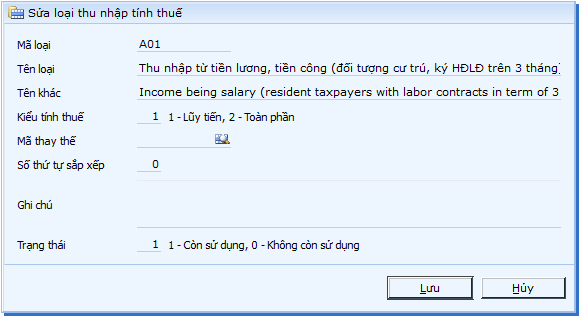 Sửa loại thu nhập tính thuế
Mã loại A01
Tên loại Thu nhập từ tiền lương, tiền công (đối tượng cư trú, ký HĐLĐ trên 3 tháng)
Tên khác Income being salary (resident taxpayers with labor contracts in term of 3
Kiểu tính thuế 1 1 - Lũy tiến, 2 - Toàn phần
Mã thay thế
Số thứ tự sắp xếp 0
Ghi chú
Trạng thái 1 1 - Còn sử dụng, 0 - Không còn sử dụng
Lưu Hủy